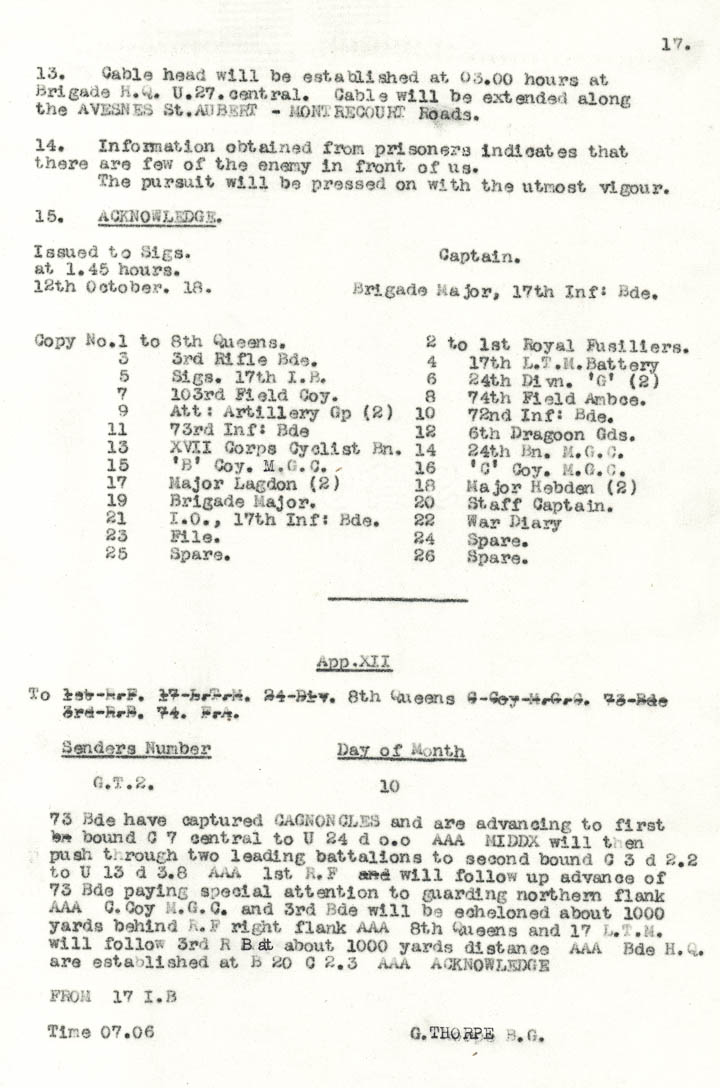 17.
13. Cable head will be established at 03.00 hours at
Brigade H.Q. U.27.central. Cable will be extended along
the AVESNES St.AUBERT - MONTRECOURT Roads.
14. Information obtained from prisoners indicates that
there are few of the enemy in front of us.
The pursuit will be pressed on with the utmost vigour.
15. ACKNOWLEDGE.
Issued to Sigs. Captain.
at 1.45 hours.
12th October. 18. Brigade Major, 17th Inf: Bde.
Copy No.1 to 8th Queens. 2 to 1st Royal Fusiliers.
3 3rd Rifle Bde. 4 17th L.T.M.Battery
5 Sigs. 17th I.B. 6 24th Divn. 'G' (2)
7 103rd Field Coy. 8 74th Field Ambce.
9 Att: Artillery Gp (2) 10 72nd Inf: Bde.
11 73rd Inf: Bde 12 6th Dragoon Gds.
13 XVII Corps Cyclist Bn. 14 24th Bn. M.G.C.
15 'B' Coy. M.G.C. 16 'C' Coy. M.G.C.
17 Major Lagdon (2) 18 Major Hebden (2)
19 Brigade Major. 20 Staff Captain.
21 I.O., 17th Inf: Bde. 22 War Diary
23 File. 24 Spare.
25 Spare. 26 Spare.
App.XII
To 1st-R.F. 17-L.T.M. 24-Div. 8th Queens C-Coy-M.G.C. 73-Bde
3rd-R.B. 74. F.A.
Senders Number Day of Month
G.T.2. 10
73 Bde have captured CAGNONCLES and are advancing to first
be bound C 7 central to U 24 d o.o AAA MIDDX will then
push through two leading battalions to second bound C 3 d 2.2
to U 13 d 3.8 AAA 1st R.F and will follow up advance of
73 Bde paying special attention to guarding northern flank
AAA C.Coy M.G.C. and 3rd Bde will be echeloned about 1000
yards behind R.F right flank AAA 8th Queens and 17 L.T.M.
will follow 3rd R B at about 1000 yards distance AAA Bde H.Q.
are established at B 20 C 2.3 AAA ACKNOWLEDGE
FROM 17 I.B
Time 07.06 G.THORPE B.G.